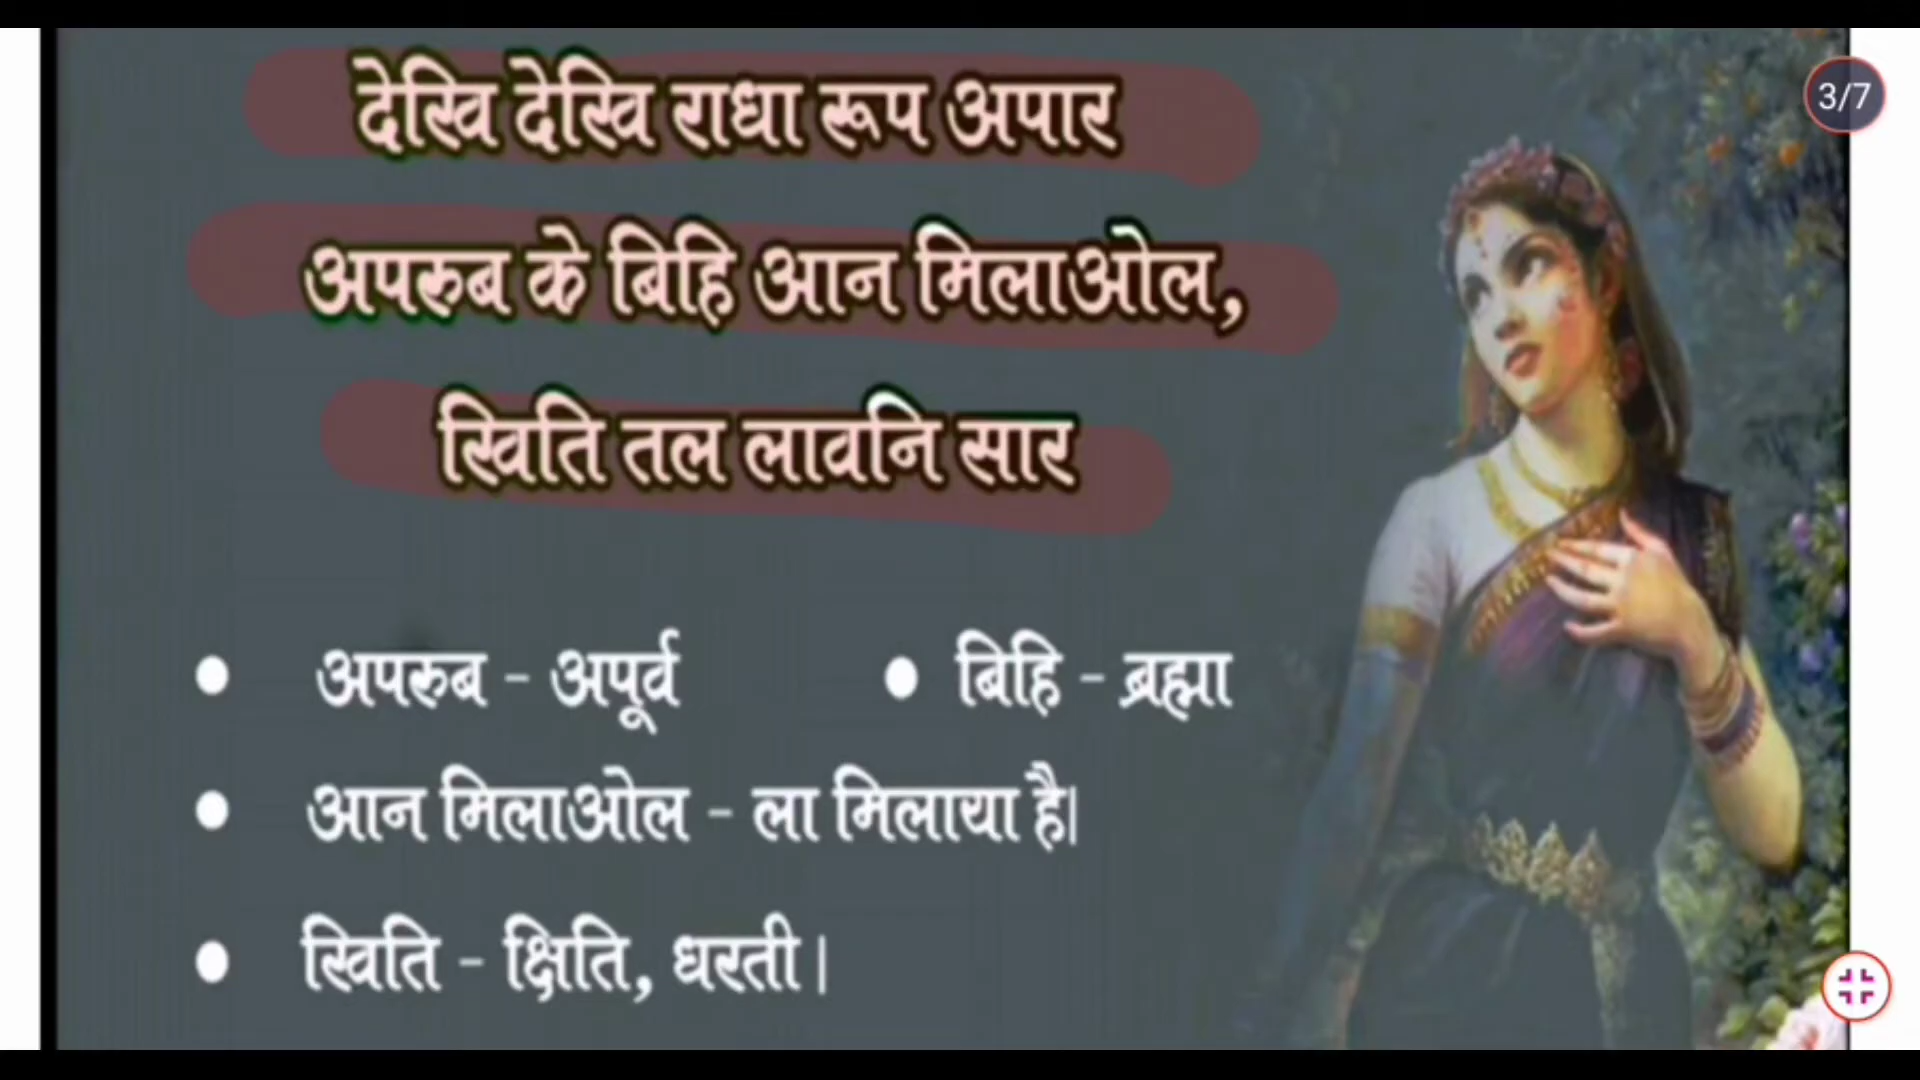 देखि देखि राधा रूप अपार
3/7
अपरुब के बिहि आन मिलाओल,
खिति तल लावनि सार
• अपरुब - अपूर्व • बिहि - ब्रह्मा
• आन मिलाओल - ला मिलाया है|
• खिति - क्षिति, धरती |